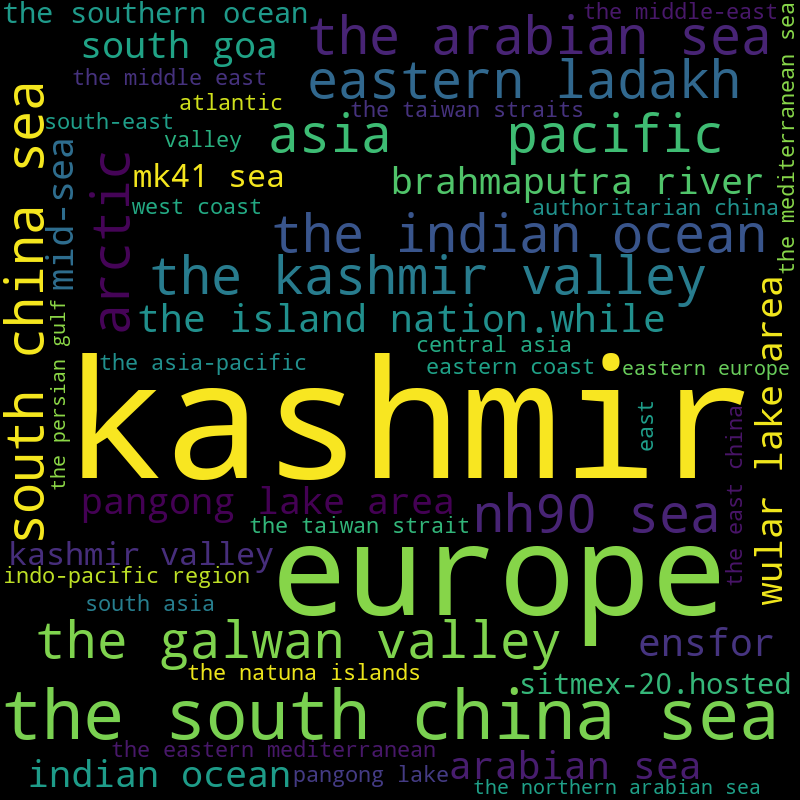 the southern ocean
the middle-east
south goa
the arabian sea
the middle east
eastern ladakh
atlantic
the taiwan straits
south-east
valley
asia
pacific
the mediterranean sea
south china sea
mid-sea
arctic
mk41 sea
brahmaputra river
west coast
authoritarian china
the indian ocean
the kashmir valley
the island nation.while
the persian gulf
the asia-pacific
central asia
eastern coast
eastern europe
wular lake area
kashmir
east
the east china
pangong lake area
nh90 sea
the taiwan strait
kashmir valley
europe
indo-pacific region
south asia
the galwan valley
ensfor
the natuna islands
sitmex-20.hosted
the south china sea
the eastern mediterranean
arabian sea
indian ocean
pangong lake
the northern arabian sea